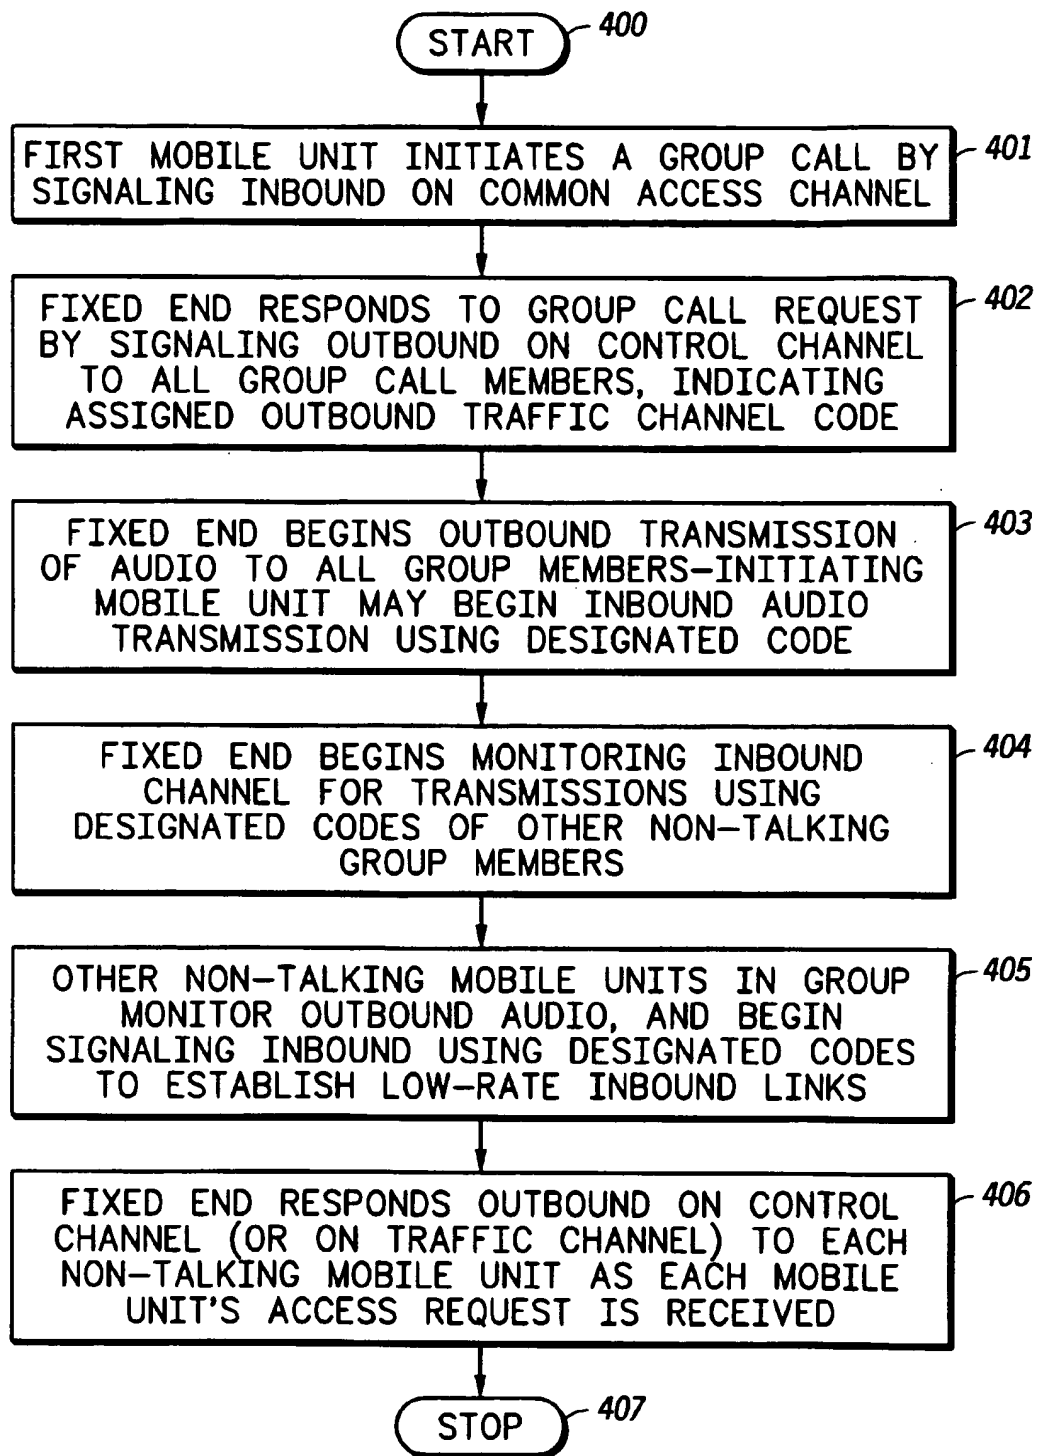 START
400
FIRST MOBILE UNIT INITIATES A GROUP CALL BY
SIGNALING INBOUND ON COMMON ACCESS CHANNEL
401
FIXED END RESPONDS TO GROUP CALL REQUEST
BY SIGNALING OUTBOUND ON CONTROL CHANNEL
TO ALL GROUP CALL MEMBERS, INDICATING
ASSIGNED OUTBOUND TRAFFIC CHANNEL CODE
402
FIXED END BEGINS OUTBOUND TRANSMISSION
OF AUDIO TO ALL GROUP MEMBERS-INITIATING
MOBILE UNIT MAY BEGIN INBOUND AUDIO
TRANSMISSION USING DESIGNATED CODE
403
FIXED END BEGINS MONITORING INBOUND
CHANNEL FOR TRANSMISSIONS USING
DESIGNATED CODES OF OTHER NON-TALKING
GROUP MEMBERS
404
OTHER NON-TALKING MOBILE UNITS IN GROUP
MONITOR OUTBOUND AUDIO, AND BEGIN
SIGNALING INBOUND USING DESIGNATED CODES
TO ESTABLISH LOW-RATE INBOUND LINKS
405
FIXED END RESPONDS OUTBOUND ON CONTROL
CHANNEL (OR ON TRAFFIC CHANNEL) TO EACH
NON-TALKING MOBILE UNIT AS EACH MOBILE
UNIT'S ACCESS REQUEST IS RECEIVED
406
STOP
407